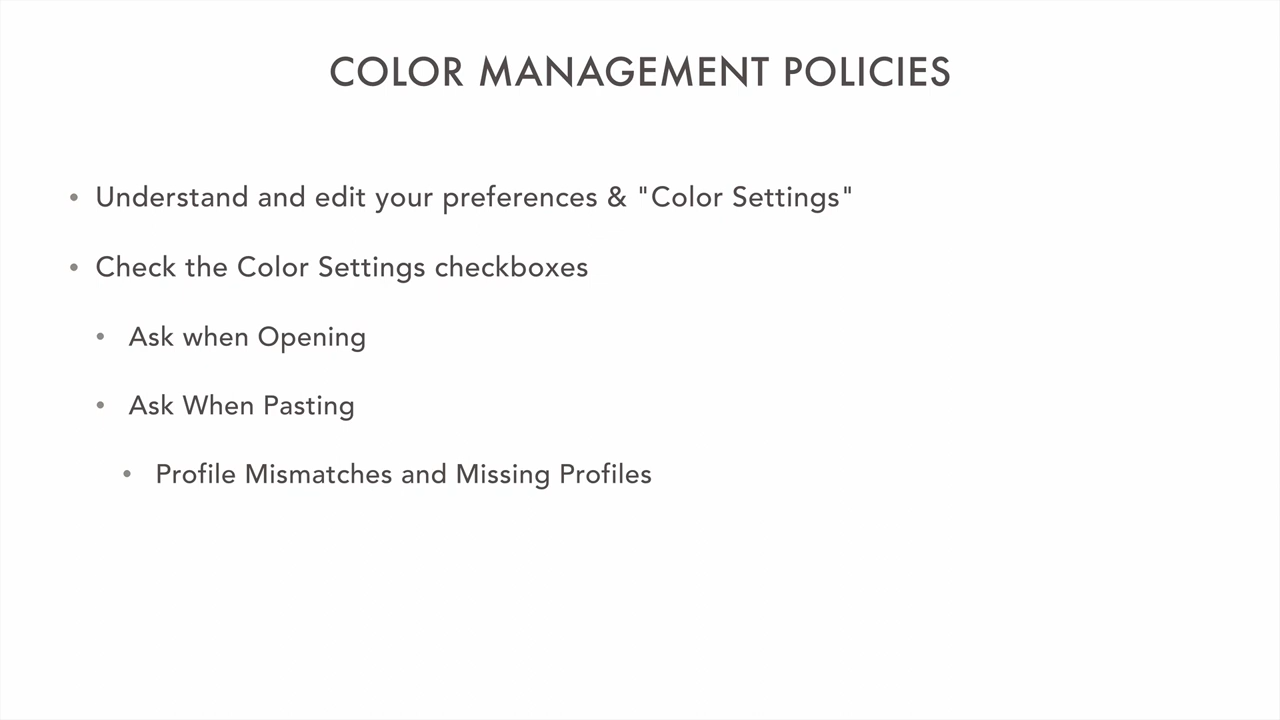 COLOR MANAGEMENT POLICIES
• Understand and edit your preferences & "Color Settings"
• Check the Color Settings checkboxes
• Ask when Opening
• Ask When Pasting
• Profile Mismatches and Missing Profiles